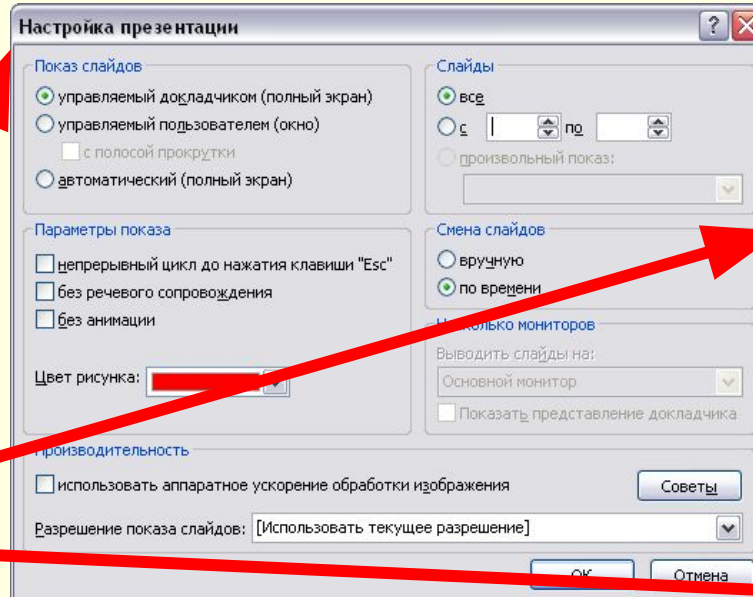 Настройка презентации
Показ слайдов
управляемый докладчиком (полный экран)
управляемый пользователем (окно)
с полосой прокрутки
автоматический (полный экран)
Слайды
все
с
по
произвольный показ:
Параметры показа
непрерывный цикл до нажатия клавиши "Esc"
без речевого сопровождения
без анимации
Цвет рисунка:
Смена слайдов
вручную
по времени
Несколько мониторов
Выводить слайды на:
Основной монитор
Показать представление докладчика
Производительность
использовать аппаратное ускорение обработки изображения
Советы
Разрешение показа слайдов: [Использовать текущее разрешение]
ОК
Отмена